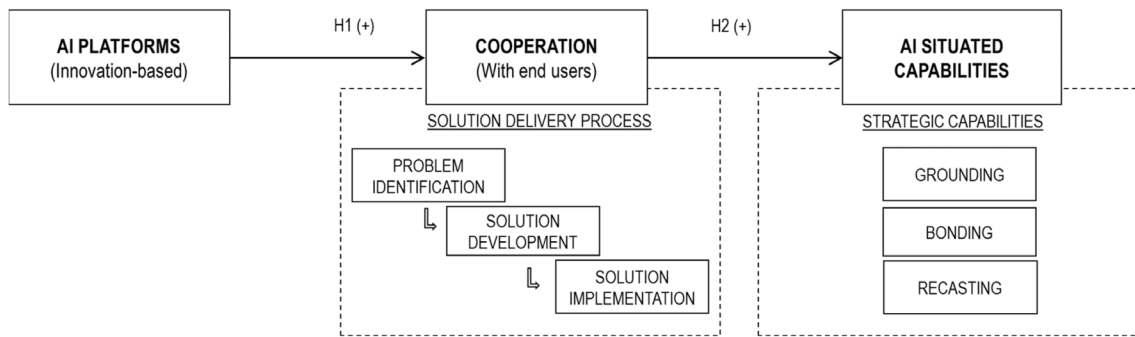 AI PLATFORMS
(Innovation-based)
H1 (+)
COOPERATION
(With end users)
H2 (+)
AI SITUATED
CAPABILITIES
SOLUTION DELIVERY PROCESS
PROBLEM
IDENTIFICATION
SOLUTION
DEVELOPMENT
SOLUTION
IMPLEMENTATION
STRATEGIC CAPABILITIES
GROUNDING
BONDING
RECASTING